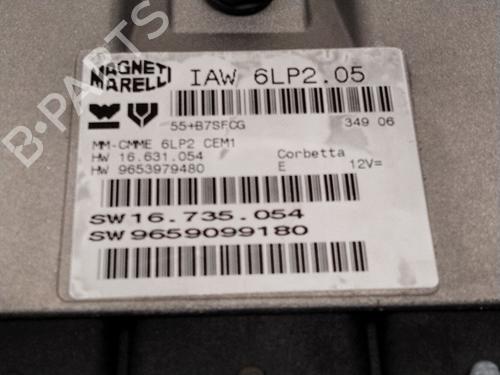 MAGNETI
MARELLI
IAW 6LP2.05
55+B7SFCG
349 06
MM-CMME 6LP2 CEM1
HW 16.631.054
Corbetta
HW 9653979480
E
12V=
SW16.735.054
SW9659099180
B-PARTS